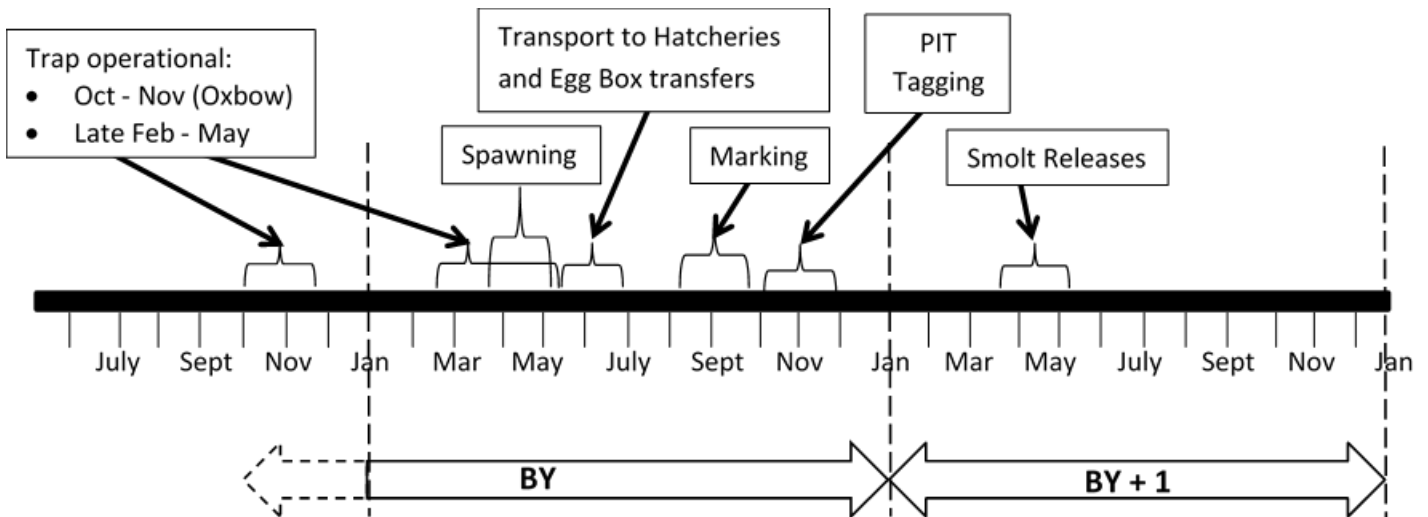 Trap operational:
• Oct - Nov (Oxbow)
• Late Feb - May
Transport to Hatcheries
and Egg Box transfers
PIT
Tagging
Spawning
Marking
Smolt Releases
July Sept Nov Jan Mar May July Sept Nov Jan Mar May July Sept Nov Jan
BY
BY + 1